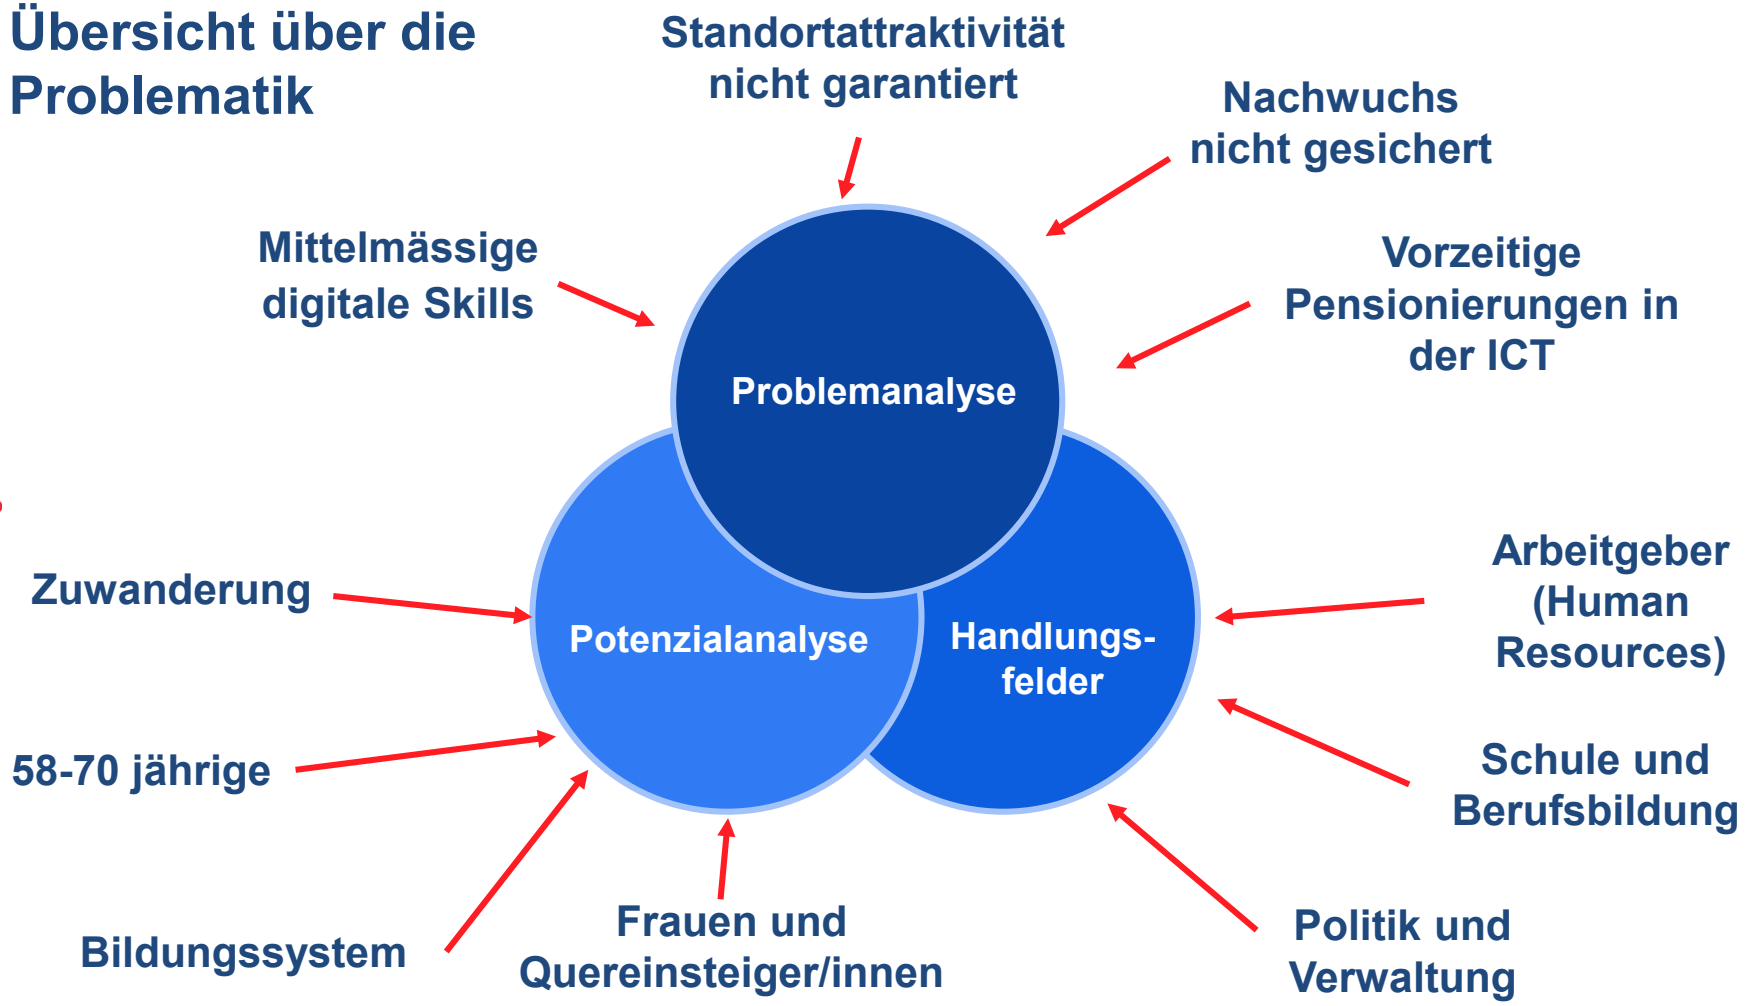 Übersicht über die
Problematik
Standortattraktivität
nicht garantiert
Nachwuchs
nicht gesichert
Mittelmässige
digitale Skills
Vorzeitige
Pensionierungen in
der ICT
Problemanalyse
Potenzialanalyse
Handlungs-
felder
Zuwanderung
58-70 jährige
Bildungssystem
Frauen und
Quereinsteiger/innen
Arbeitgeber
(Human
Resources)
Schule und
Berufsbildung
Politik und
Verwaltung